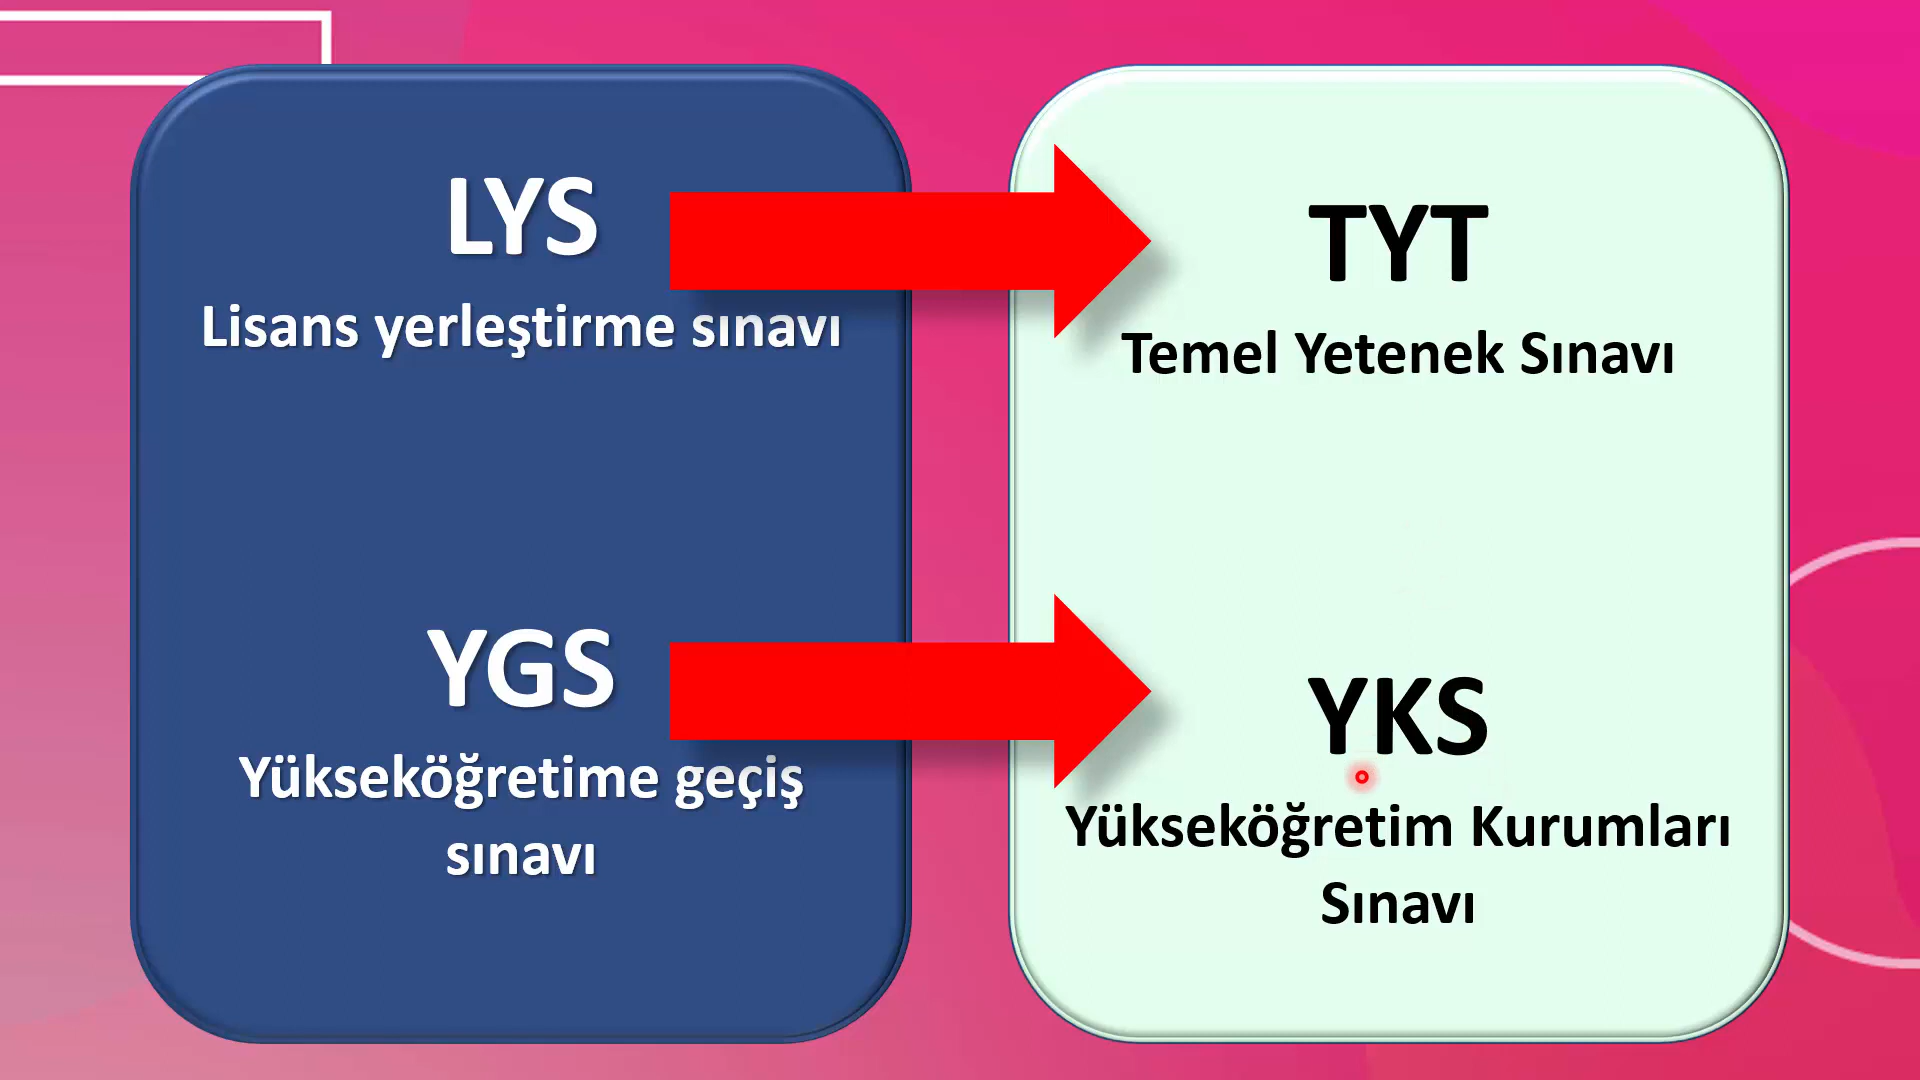 LYS
Lisans yerleştirme sınavı
YGS
Yükseköğretime geçiş
sınavı
TYT
Temel Yetenek Sınavı
YKS
Yükseköğretim Kurumları
Sınavı